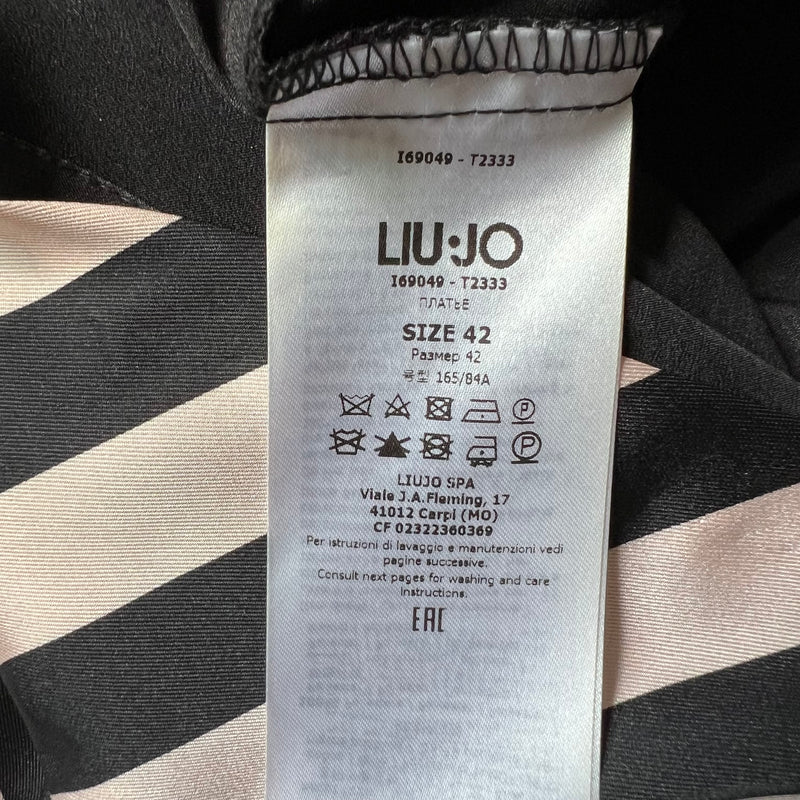 I69049 - T2333
LIU·JO
I69049 - T2333
ПЛАТЬЕ
SIZE 42
Размер 42
号型 165/84A
P
P
LIUJO SPA
Viale J.A.Fleming, 17
41012 Carpi (MO)
CF 02322360369
Per istruzioni di lavaggio e manutenzioni vedi
pagine successive.
Consult next pages for washing and care
Instructions.
EAC